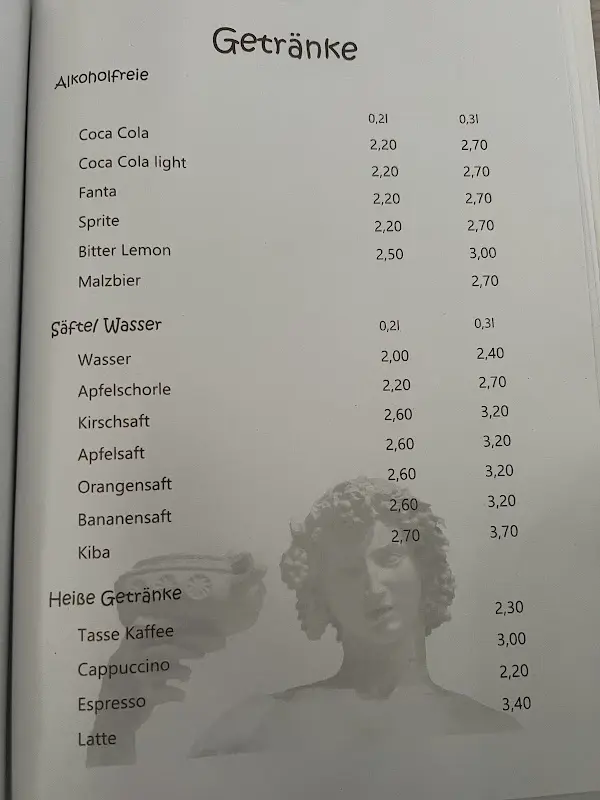 Getränke
Alkoholfreie
0,2l 0,3l
Coca Cola 2,20 2,70
Coca Cola light 2,20 2,70
Fanta 2,20 2,70
Sprite 2,20 2,70
Bitter Lemon 2,50 3,00
Malzbier 2,70
Säfte/ Wasser 0,2l 0,3l
Wasser 2,00 2,40
Apfelschorle 2,20 2,70
Kirschsaft 2,60 3,20
Apfelsaft 2,60 3,20
Orangensaft 2,60 3,20
Bananensaft 2,60 3,20
Kiba 2,70 3,70
Heiße Getränke
Tasse Kaffee 2,30
Cappuccino 3,00
Espresso 2,20
Latte 3,40